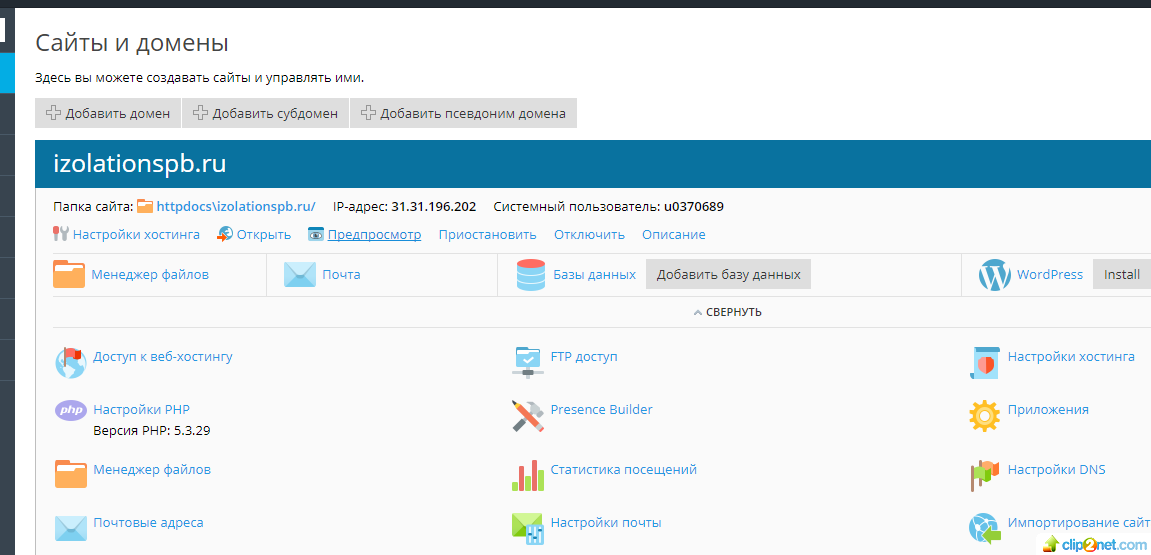 Сайты и домены
Здесь вы можете создавать сайты и управлять ими.
Добавить домен Добавить субдомен Добавить псевдоним домена
izolationspb.ru
Папка сайта: httpdocs\izolationspb.ru/ IP-адрес: 31.31.196.202 Системный пользователь: u0370689
Настройки хостинга Открыть Предпросмотр Приостановить Отключить Описание
Менеджер файлов Почта Базы данных Добавить базу данных WordPress Install
СВЕРНУТЬ
Доступ к веб-хостингу FTP доступ Настройки хостинга
php Настройки PHP Presence Builder Приложения
Версия PHP: 5.3.29
Менеджер файлов Статистика посещений Настройки DNS
Почтовые адреса Настройки почты Импортирование сайт
clip2net.com